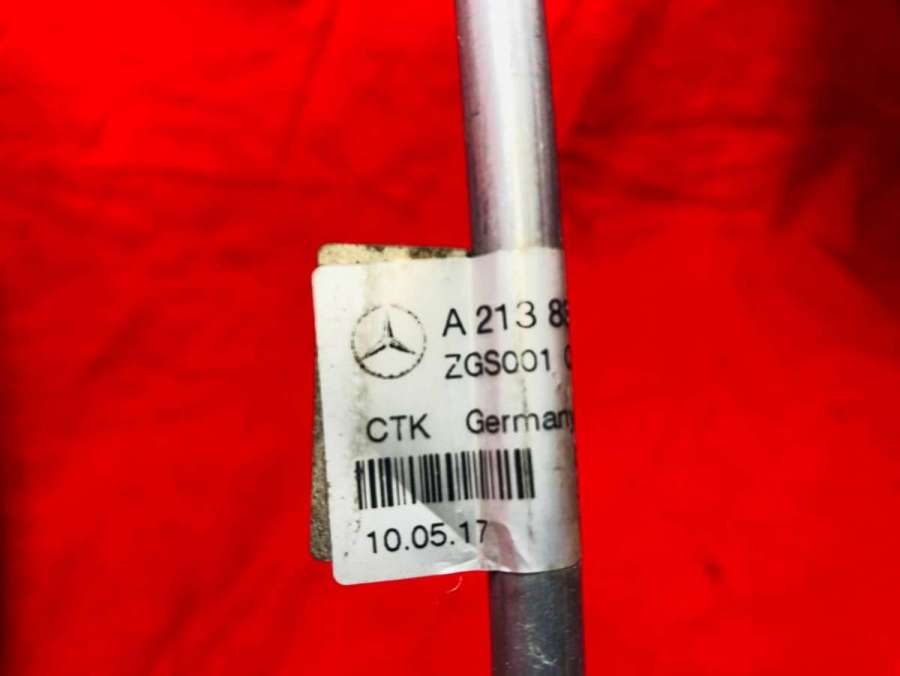 A 213 8
ZGS001
CTK Germany
10.05.17